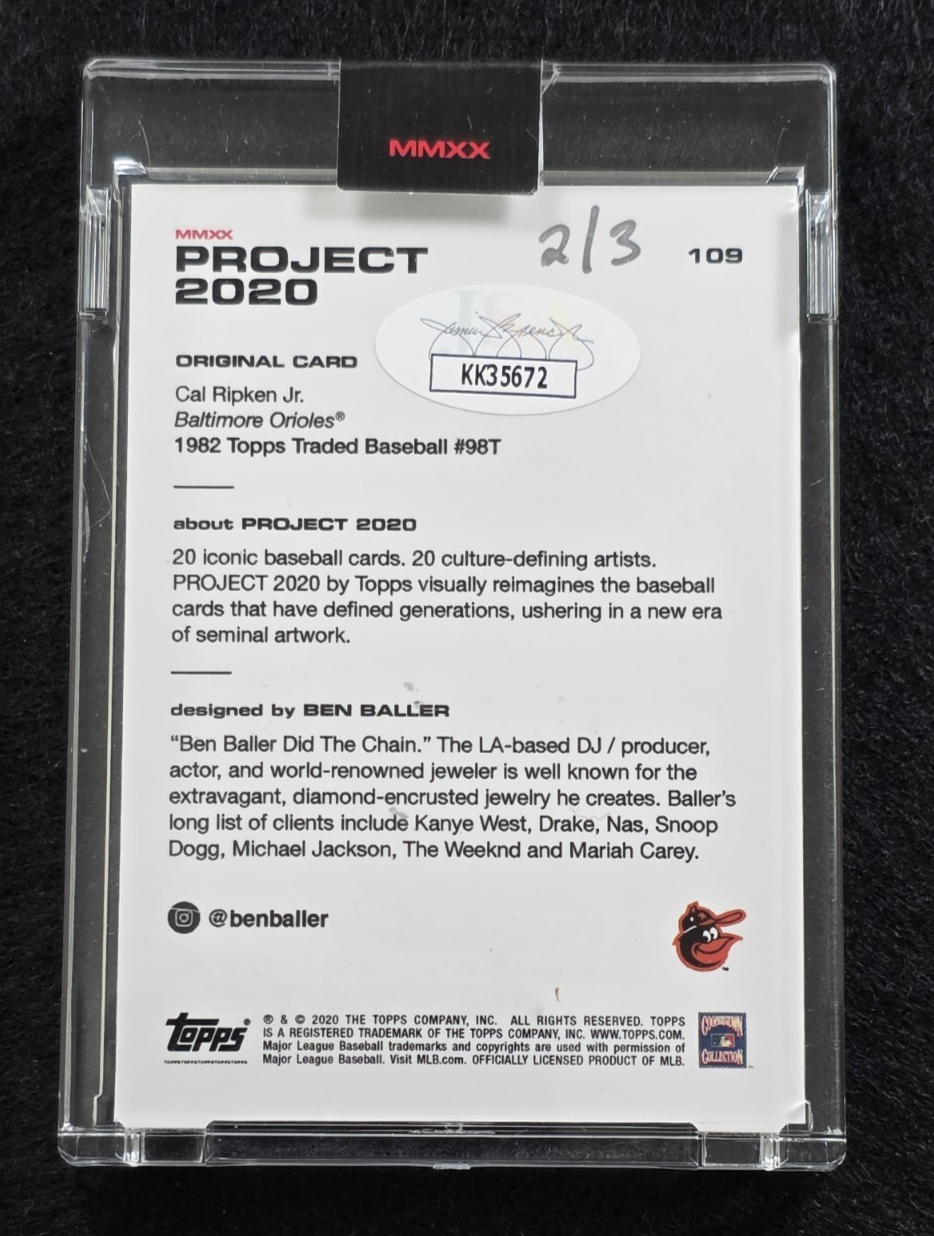 MMXX
MMXX
PROJECT
2020
2/3
109
KK35672
ORIGINAL CARD
Cal Ripken Jr.
Baltimore Orioles®
1982 Topps Traded Baseball #98T
about PROJECT 2020
20 iconic baseball cards. 20 culture-defining artists.
PROJECT 2020 by Topps visually reimagines the baseball
cards that have defined generations, ushering in a new era
of seminal artwork.
designed by BEN BALLER
“Ben Baller Did The Chain.” The LA-based DJ / producer,
actor, and world-renowned jeweler is well known for the
extravagant, diamond-encrusted jewelry he creates. Baller’s
long list of clients include Kanye West, Drake, Nas, Snoop
Dogg, Michael Jackson, The Weeknd and Mariah Carey.
@benballer
topps®
TOPPSTOPPSTOPPSTOPPSTOPPS
® & © 2020 THE TOPPS COMPANY, INC. ALL RIGHTS RESERVED. TOPPS
IS A REGISTERED TRADEMARK OF THE TOPPS COMPANY, INC. WWW.TOPPS.COM.
Major League Baseball trademarks and copyrights are used with permission of
Major League Baseball. Visit MLB.com. OFFICIALLY LICENSED PRODUCT OF MLB.
COOPERSTOWN
COLLECTION